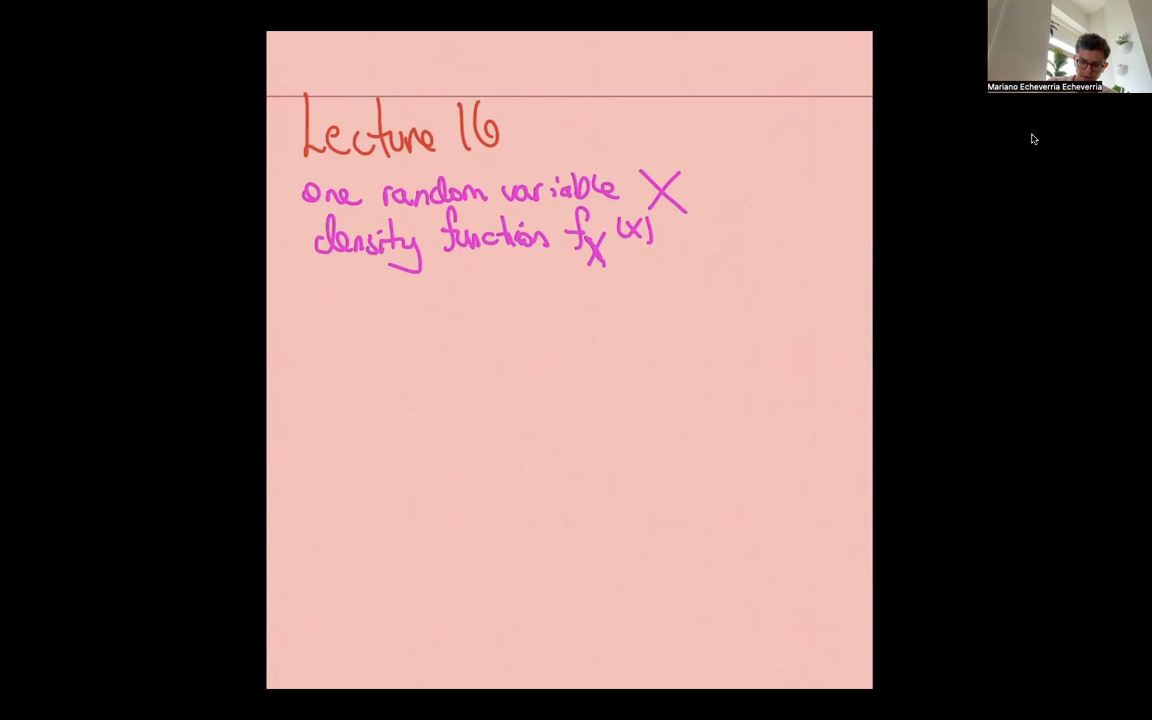 Lecture 16
one random variable X
density function f_X(x)
Mariano Echeverria Echeverria